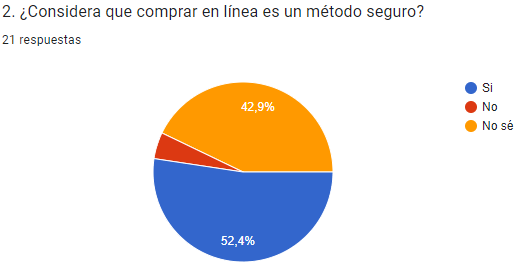 2. ¿Considera que comprar en línea es un método seguro?
21 respuestas
42,9%
52,4%
Si
No
No sé